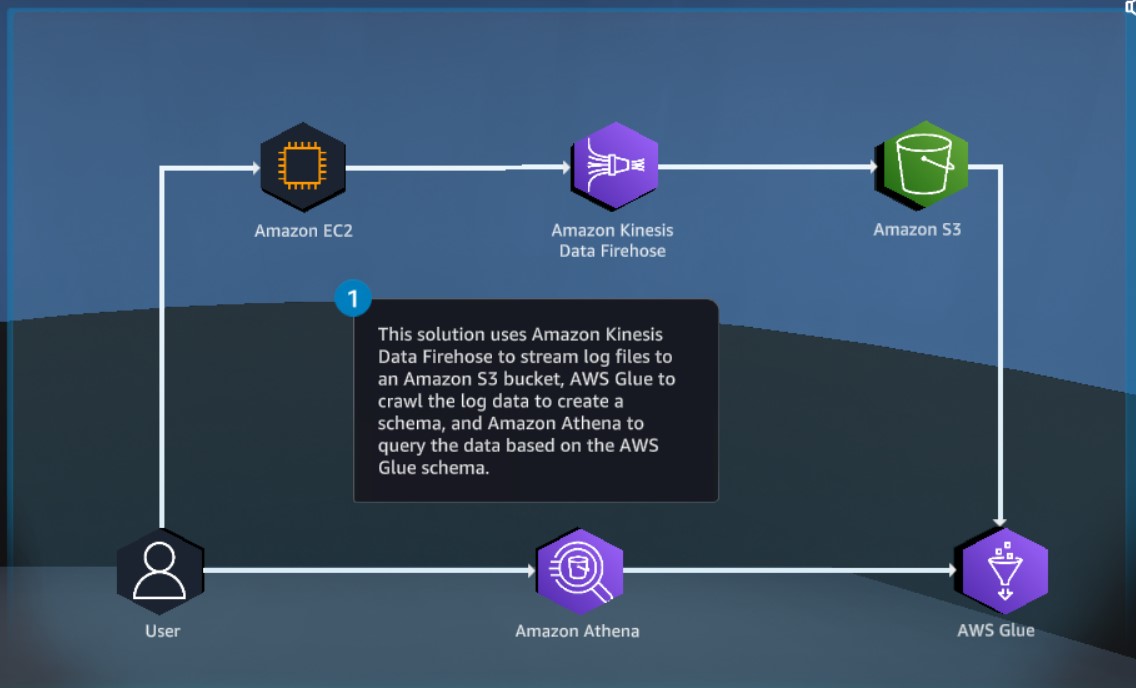 Amazon EC2
Amazon Kinesis
Data Firehose
Amazon S3
1
This solution uses Amazon Kinesis
Data Firehose to stream log files to
an Amazon S3 bucket, AWS Glue to
crawl the log data to create a
schema, and Amazon Athena to
query the data based on the AWS
Glue schema.
User
Amazon Athena
AWS Glue